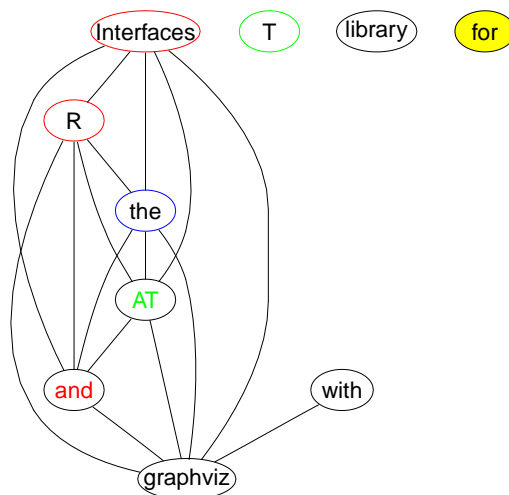 Interfaces T library for
R
the
AT
and with
graphviz